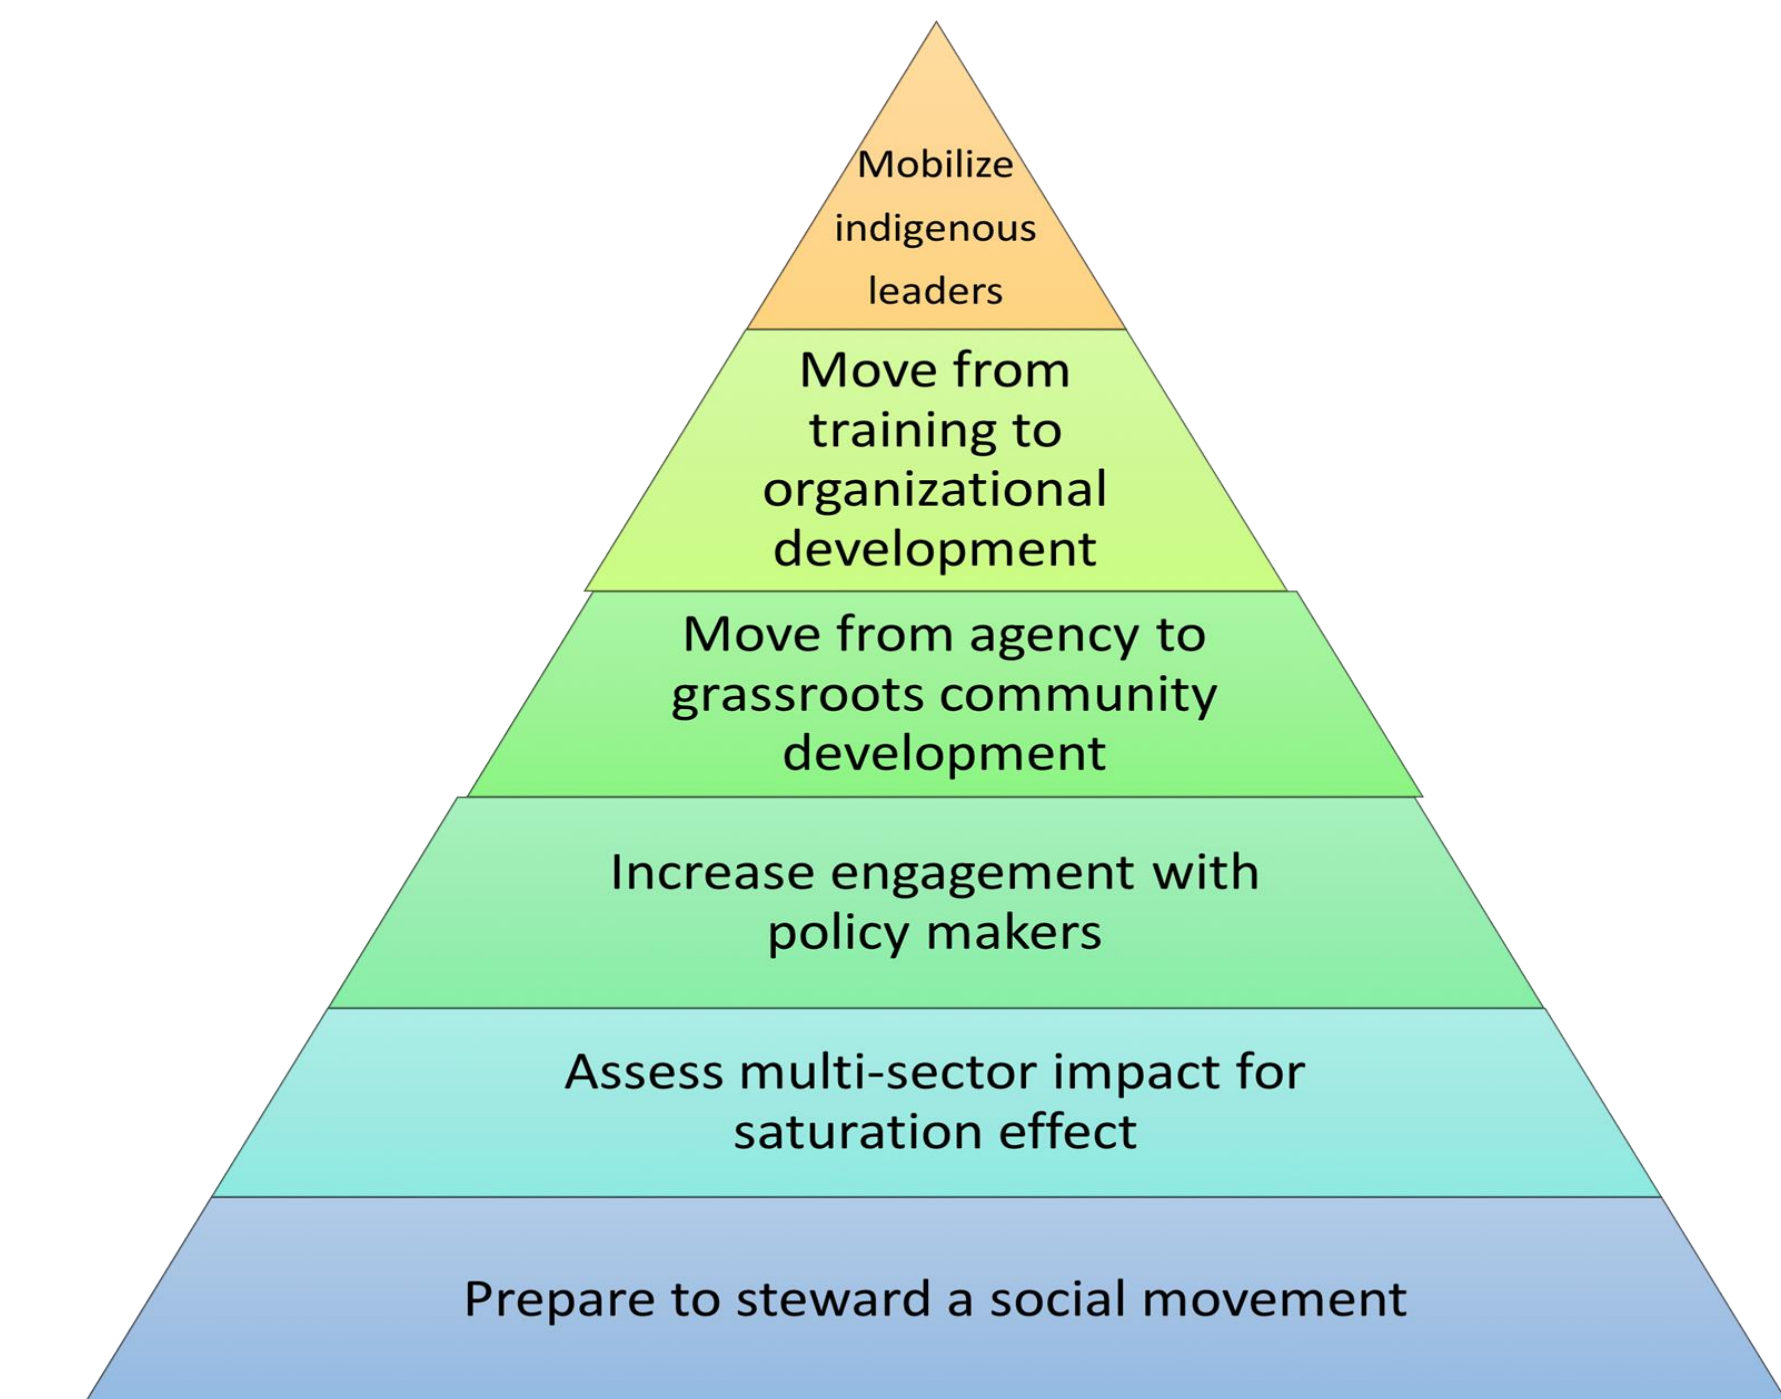 Mobilize
indigenous
leaders
Move from
training to
organizational
development
Move from agency to
grassroots community
development
Increase engagement with
policy makers
Assess multi-sector impact for
saturation effect
Prepare to steward a social movement